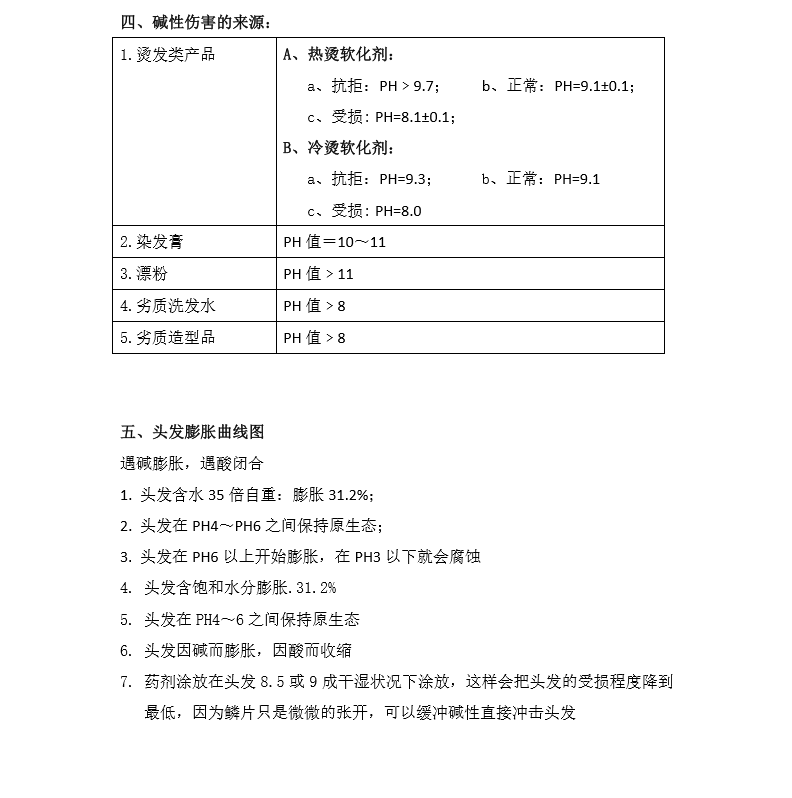 四、碱性伤害的来源：
1.烫发类产品
A、热烫软化剂：
a、抗拒：PH﹥9.7； b、正常：PH=9.1±0.1；
c、受损：PH=8.1±0.1；
B、冷烫软化剂：
a、抗拒：PH=9.3； b、正常：PH=9.1
c、受损：PH=8.0
2.染发膏 PH 值＝10～11
3.漂粉 PH 值﹥11
4.劣质洗发水 PH 值﹥8
5.劣质造型品 PH 值﹥8
五、头发膨胀曲线图
遇碱膨胀，遇酸闭合
1. 头发含水 35 倍自重：膨胀 31.2%；
2. 头发在 PH4～PH6 之间保持原生态；
3. 头发在 PH6 以上开始膨胀，在 PH3 以下就会腐蚀
4. 头发含饱和水分膨胀.31.2%
5. 头发在 PH4～6 之间保持原生态
6. 头发因碱而膨胀，因酸而收缩
7. 药剂涂放在头发 8.5 或 9 成干湿状况下涂放，这样会把头发的受损程度降到
最低，因为鳞片只是微微的张开，可以缓冲碱性直接冲击头发